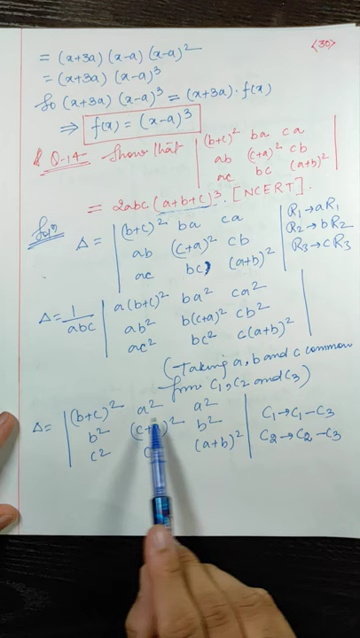 <30>
= (x+3a) (x-a) (x-a)²
= (x+3a) (x-a)³
So (x+3a) (x-a)³ = (x+3a)·f(x)
⇒ f(x) = (x-a)³
Q.14 Show that | (b+c)² ba ca |
| ab (c+a)² cb |
| ac bc (a+b)² |
= 2abc (a+b+c)³. [NCERT].
Solⁿ Δ = | (b+c)² ba ca | R₁→aR₁
| ab (c+a)² cb | R₂→bR₂
| ac bc (a+b)² | R₃→cR₃
Δ = 1/abc | a(b+c)² ba² ca² |
| ab² b(c+a)² cb² |
| ac² bc² c(a+b)² |
(Taking a, b and c common
from C₁, C₂ and C₃)
Δ = | (b+c)² a² a² | C₁→C₁-C₃
| b² (c+ )² b² | C₂→C₂-C₃
| c² (a+b)² |